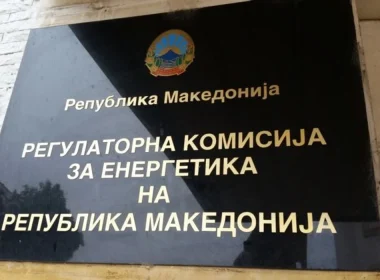 Република Македонија
РЕГУЛАТОРНА КОМИСИЈА
ЗА ЕНЕРГЕТИКА
НА
РЕПУБЛИКА МАКЕДОНИЈА